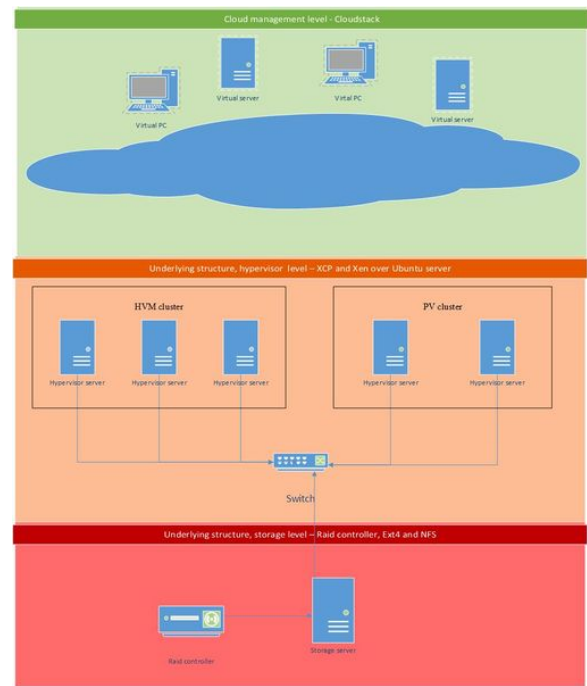 Cloud management level - Cloudstack
Virtual PC
Virtual server
Virtal PC
Virtual server
Underlying structure, hypervisor level – XCP and Xen over Ubuntu server
HVM cluster
PV cluster
Hypervisor server
Hypervisor server
Hypervisor server
Hypervisor server
Hypervisor server
Switch
Underlying structure, storage level – Raid controller, Ext4 and NFS
Raid controller
Storage server